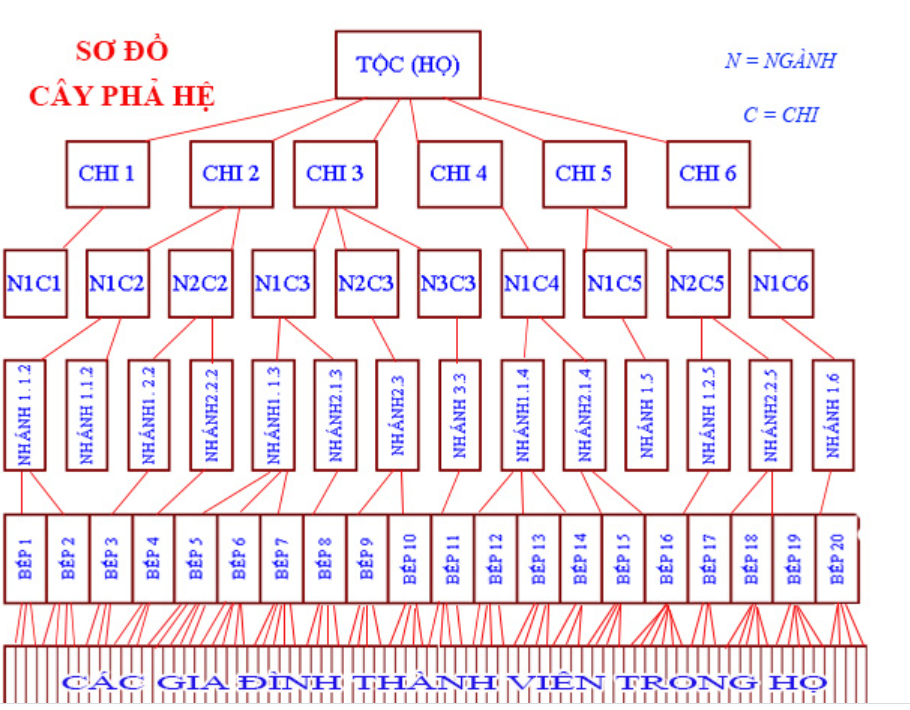 SƠ ĐỒ
CÂY PHẢ HỆ
TỘC (HỌ)
N = NGÀNH
C = CHI
CHI 1
CHI 2
CHI 3
CHI 4
CHI 5
CHI 6
N1C1
N1C2
N2C2
N1C3
N2C3
N3C3
N1C4
N1C5
N2C5
N1C6
NHÁNH 1.1.2
NHÁNH 1.1.2
NHÁNH1. 2.2
NHÁNH2.2.2
NHÁNH1. 1.3
NHÁNH2.1.3
NHÁNH2.3
NHÁNH 3.3
NHÁNH1.1.4
NHÁNH2.1.4
NHÁNH 1.5
NHÁNH 1.2.5
NHÁNH2.2.5
NHÁNH 1.6
BẾP 1
BẾP 2
BẾP 3
BẾP 4
BẾP 5
BẾP 6
BẾP 7
BẾP 8
BẾP 9
BẾP 10
BẾP 11
BẾP 12
BẾP 13
BẾP 14
BẾP 15
BẾP 16
BẾP 17
BẾP 18
BẾP 19
BẾP 20
CÁC GIA ĐÌNH THÀNH VIÊN TRONG HỌ